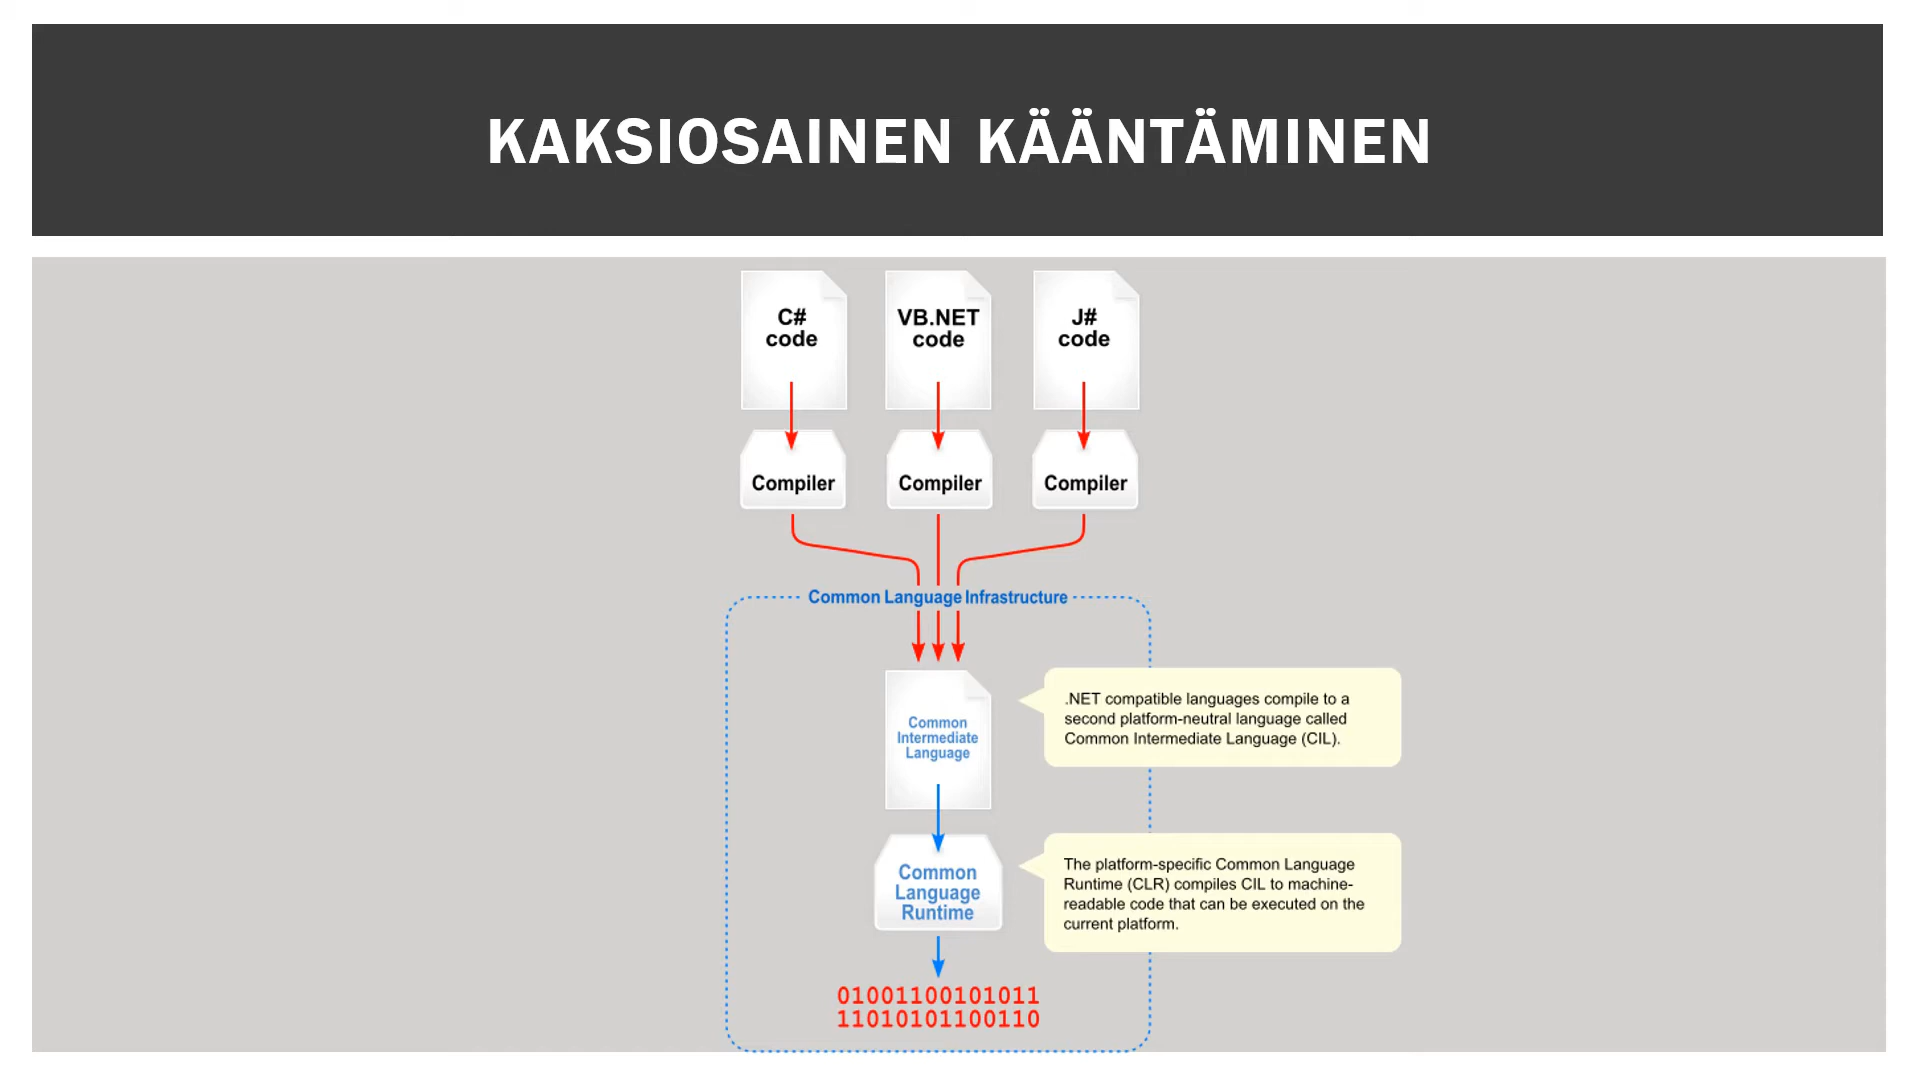 KAKSIOSAINEN KÄÄNTÄMINEN
C#
code
VB.NET
code
J#
code
Compiler
Compiler
Compiler
Common Language Infrastructure
Common
Intermediate
Language
.NET compatible languages compile to a
second platform-neutral language called
Common Intermediate Language (CIL).
Common
Language
Runtime
The platform-specific Common Language
Runtime (CLR) compiles CIL to machine-
readable code that can be executed on the
current platform.
01001100101011
11010101100110